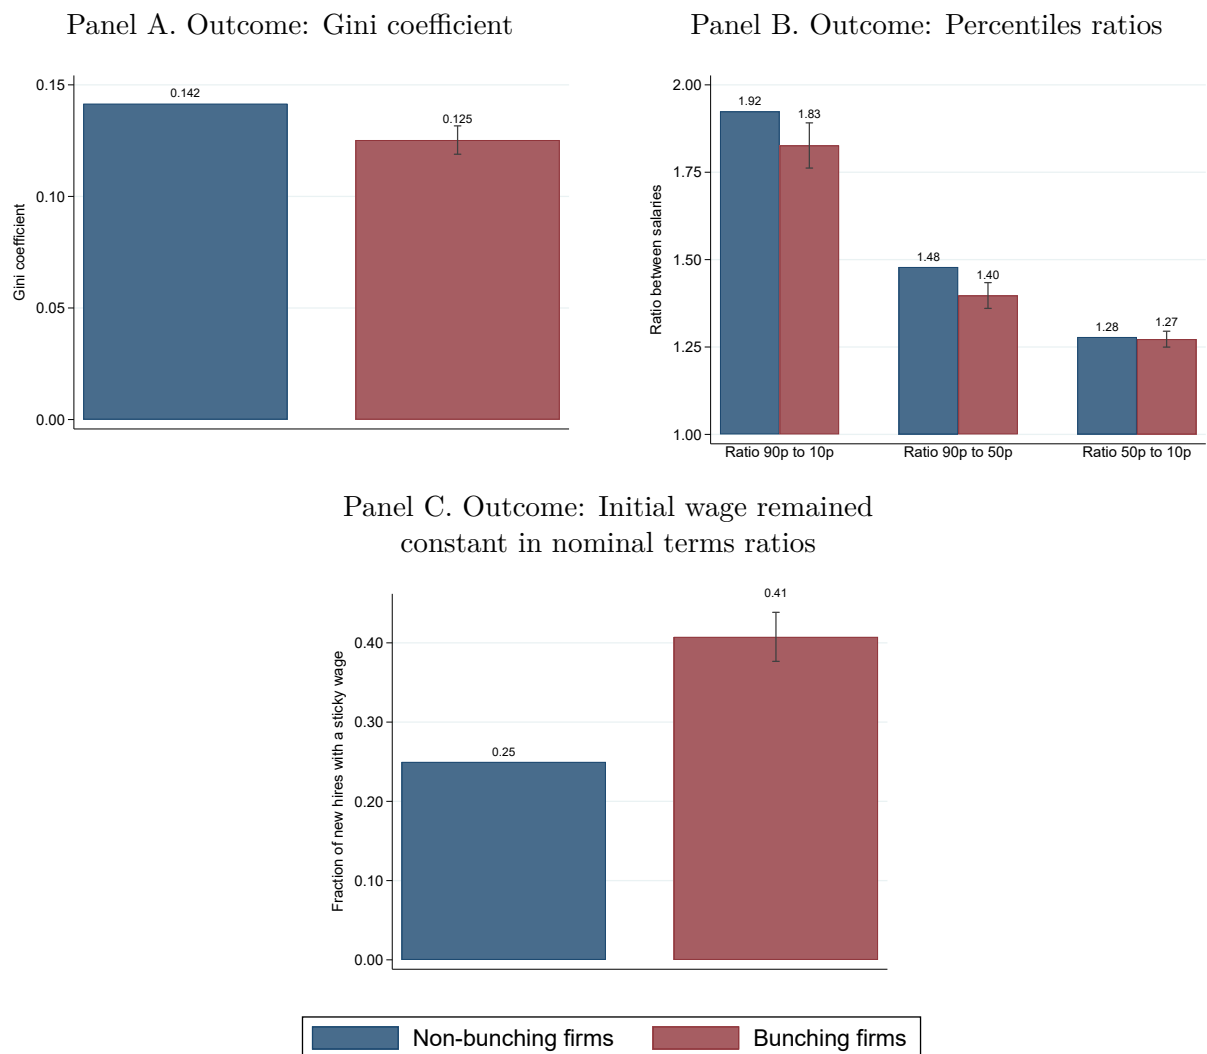 Panel A. Outcome: Gini coefficient
0.15
0.10
0.05
0.00
Gini coefficient
0.142
0.125
Panel B. Outcome: Percentiles ratios
2.00
1.75
1.50
1.25
1.00
Ratio between salaries
1.92
1.83
1.48
1.40
1.28
1.27
Ratio 90p to 10p
Ratio 90p to 50p
Ratio 50p to 10p
Panel C. Outcome: Initial wage remained
constant in nominal terms ratios
0.40
0.30
0.20
0.10
0.00
Fraction of new hires with a sticky wage
0.25
0.41
Non-bunching firms
Bunching firms